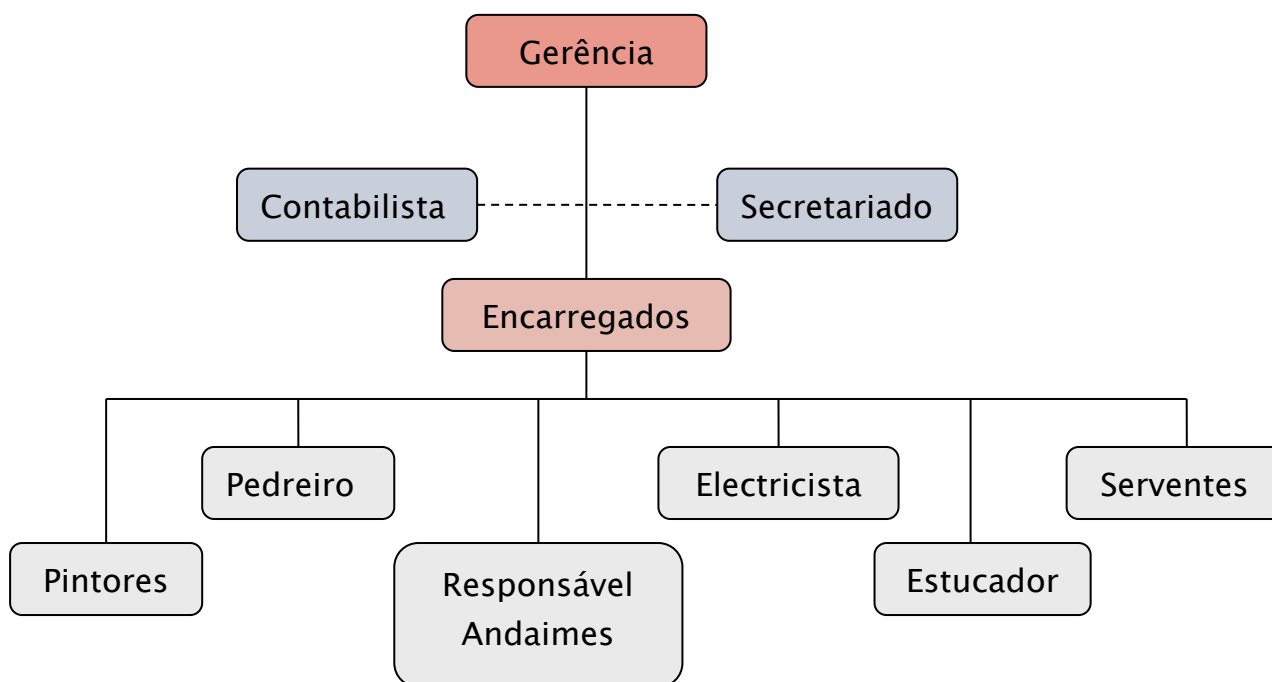 Gerência
Contabilista
Secretariado
Encarregados
Pedreiro
Electricista
Serventes
Pintores
Responsável
Andaimes
Estucador